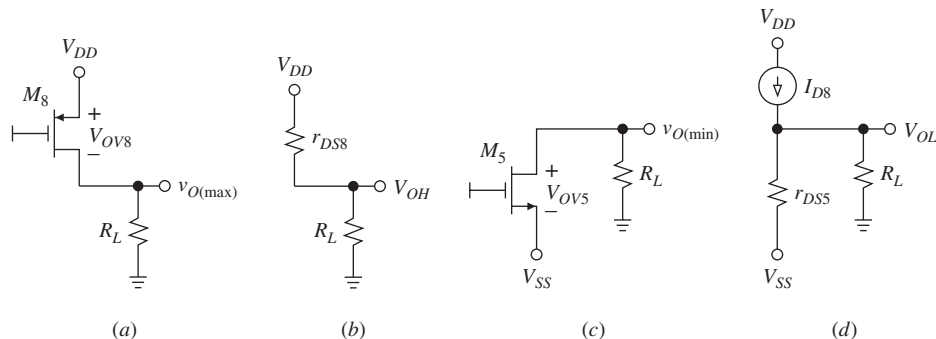 V_DD
M_8
+
V_OV8
–
v_O(max)
R_L
(a)
V_DD
r_DS8
V_OH
R_L
(b)
M_5
+
V_OV5
–
v_O(min)
R_L
V_SS
(c)
V_DD
I_D8
V_OL
r_DS5
R_L
V_SS
(d)